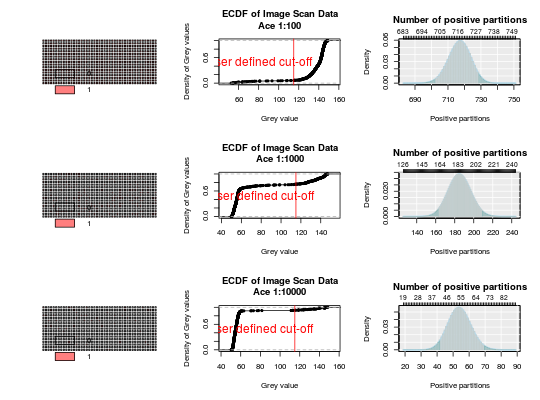 0
1
ECDF of Image Scan Data
Ace 1:100
Density of Grey values
0.0 0.6
ser defined cut-off
60 80 100 120 140 160
Grey value
Number of positive partitions
683 694 705 716 727 738 749
Density
0.00 0.03 0.06
690 710 730 750
Positive partitions
0
1
ECDF of Image Scan Data
Ace 1:1000
Density of Grey values
0.0 0.6
ser defined cut-off
40 60 80 100 120 140
Grey value
Number of positive partitions
126 145 164 183 202 221 240
Density
0.000 0.020
140 160 180 200 220 240
Positive partitions
0
1
ECDF of Image Scan Data
Ace 1:10000
Density of Grey values
0.0 0.6
ser defined cut-off
40 60 80 100 120 140 160
Grey value
Number of positive partitions
19 28 37 46 55 64 73 82
Density
0.00 0.03
20 30 40 50 60 70 80 90
Positive partitions